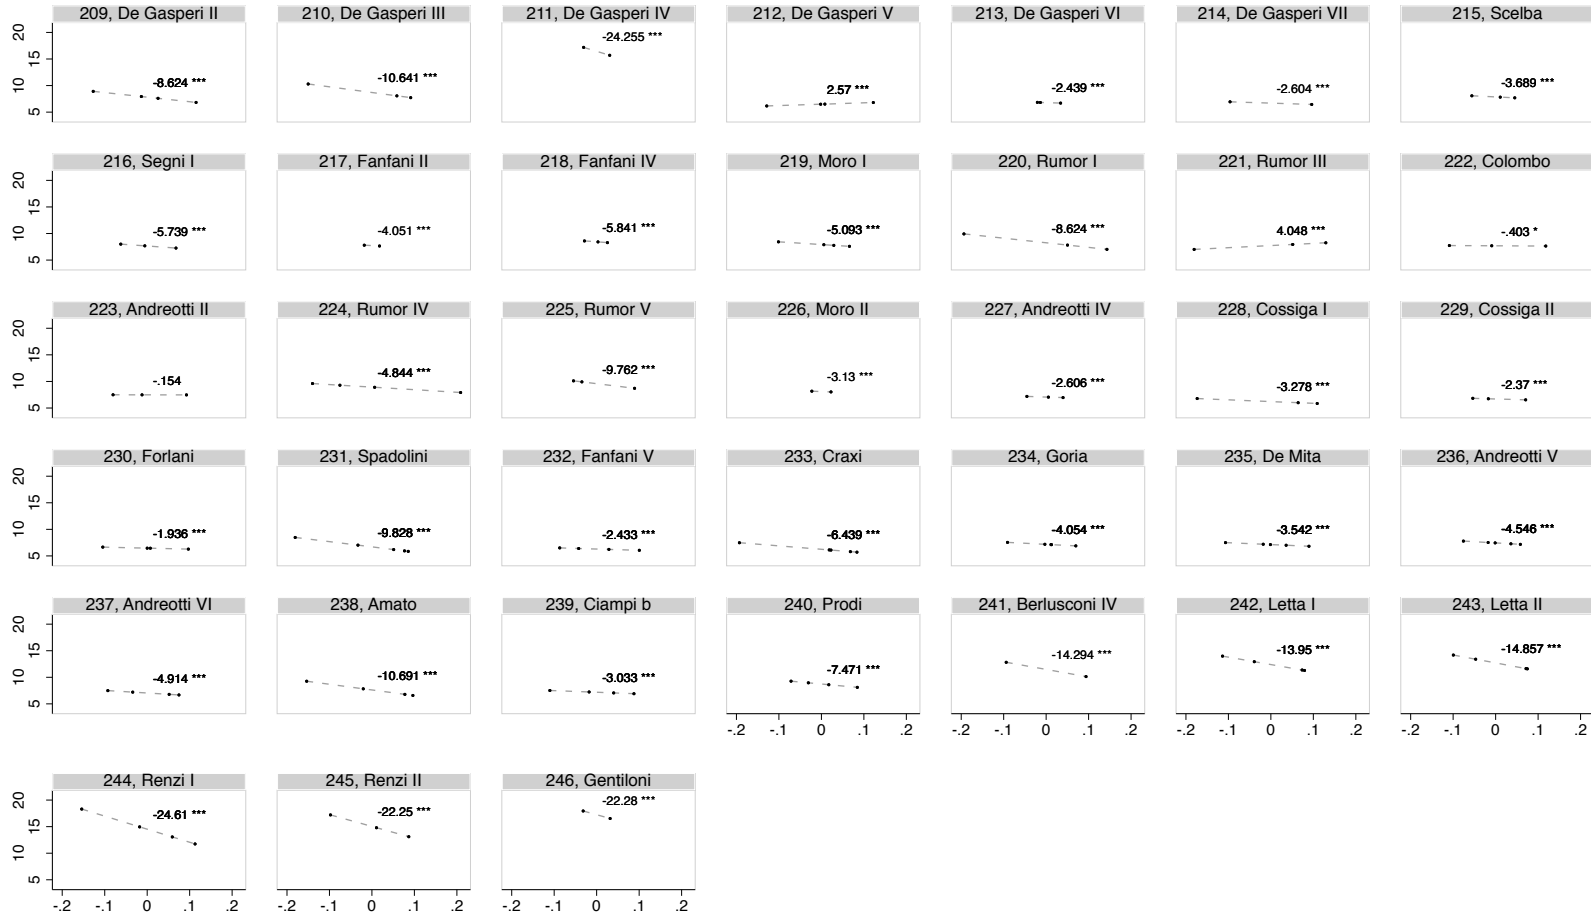 209, De Gasperi II 210, De Gasperi III 211, De Gasperi IV 212, De Gasperi V 213, De Gasperi VI 214, De Gasperi VII 215, Scelba
20
15
10
5
-8.624 *** -10.641 *** -24.255 *** 2.57 *** -2.439 *** -2.604 *** -3.689 ***
216, Segni I 217, Fanfani II 218, Fanfani IV 219, Moro I 220, Rumor I 221, Rumor III 222, Colombo
20
15
10
5
-5.739 *** -4.051 *** -5.841 *** -5.093 *** -8.624 *** 4.048 *** -.403 *
223, Andreotti II 224, Rumor IV 225, Rumor V 226, Moro II 227, Andreotti IV 228, Cossiga I 229, Cossiga II
20
15
10
5
-.154 -4.844 *** -9.762 *** -3.13 *** -2.606 *** -3.278 *** -2.37 ***
230, Forlani 231, Spadolini 232, Fanfani V 233, Craxi 234, Goria 235, De Mita 236, Andreotti V
20
15
10
5
-1.936 *** -9.828 *** -2.433 *** -6.439 *** -4.054 *** -3.542 *** -4.546 ***
237, Andreotti VI 238, Amato 239, Ciampi b 240, Prodi 241, Berlusconi IV 242, Letta I 243, Letta II
20
15
10
5
-4.914 *** -10.691 *** -3.033 *** -7.471 *** -14.294 *** -13.95 *** -14.857 ***
-.2 -.1 0 .1 .2 -.2 -.1 0 .1 .2 -.2 -.1 0 .1 .2 -.2 -.1 0 .1 .2
244, Renzi I 245, Renzi II 246, Gentiloni
20
15
10
5
-24.61 *** -22.25 *** -22.28 ***
-.2 -.1 0 .1 .2 -.2 -.1 0 .1 .2 -.2 -.1 0 .1 .2